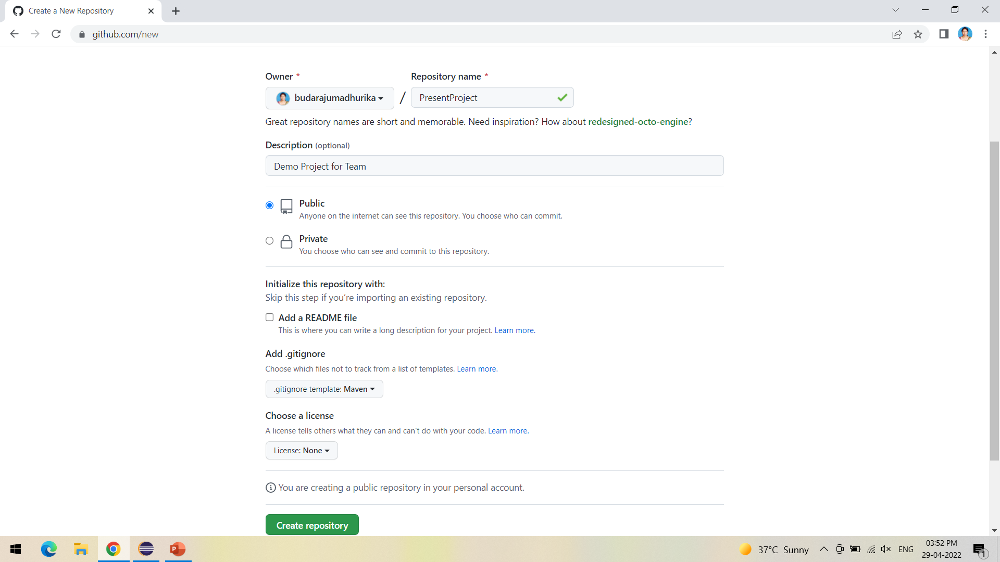 Create a New Repository
github.com/new
Owner *
Repository name *
budarajumadhurika / PresentProject
Great repository names are short and memorable. Need inspiration? How about redesigned-octo-engine?
Description (optional)
Demo Project for Team
Public
Anyone on the internet can see this repository. You choose who can commit.
Private
You choose who can see and commit to this repository.
Initialize this repository with:
Skip this step if you’re importing an existing repository.
Add a README file
This is where you can write a long description for your project. Learn more.
Add .gitignore
Choose which files not to track from a list of templates. Learn more.
.gitignore template: Maven
Choose a license
A license tells others what they can and can't do with your code. Learn more.
License: None
You are creating a public repository in your personal account.
Create repository
37°C Sunny
ENG
03:52 PM
29-04-2022
1